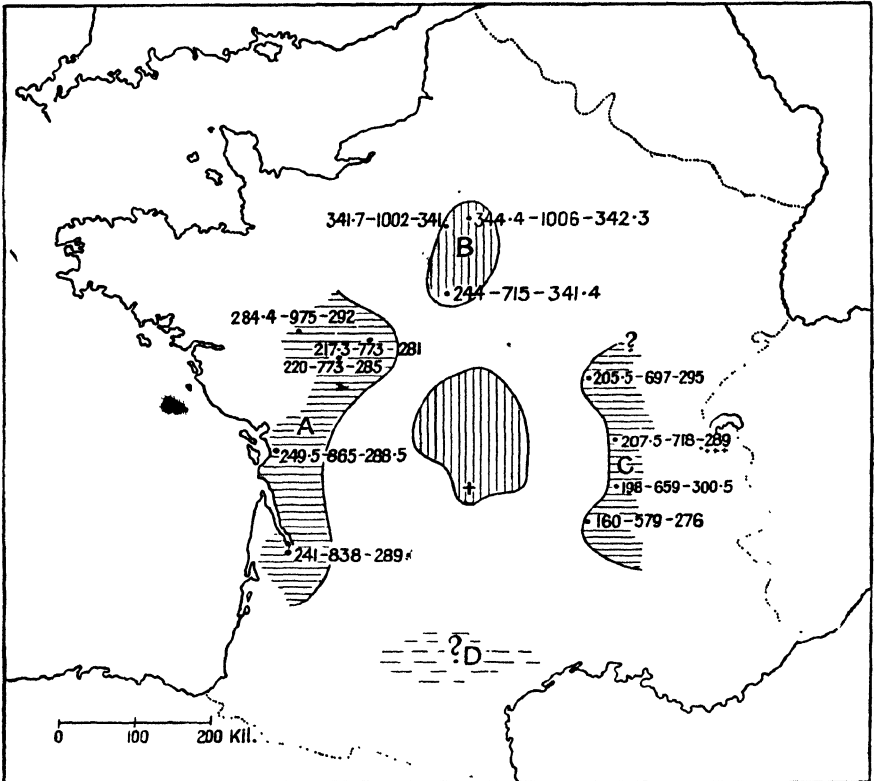 341.7-1002-341. 344.4-1006-342.3
B
244-715-341.4
284.4-975-292
217.3-773-281
220-773-285
?
205.5-697-295
A
207.5-718-289
249.5-865-288.5
C
198-659-300.5
160-579-276
241-838-289.
? D
0 100 200 Kil.